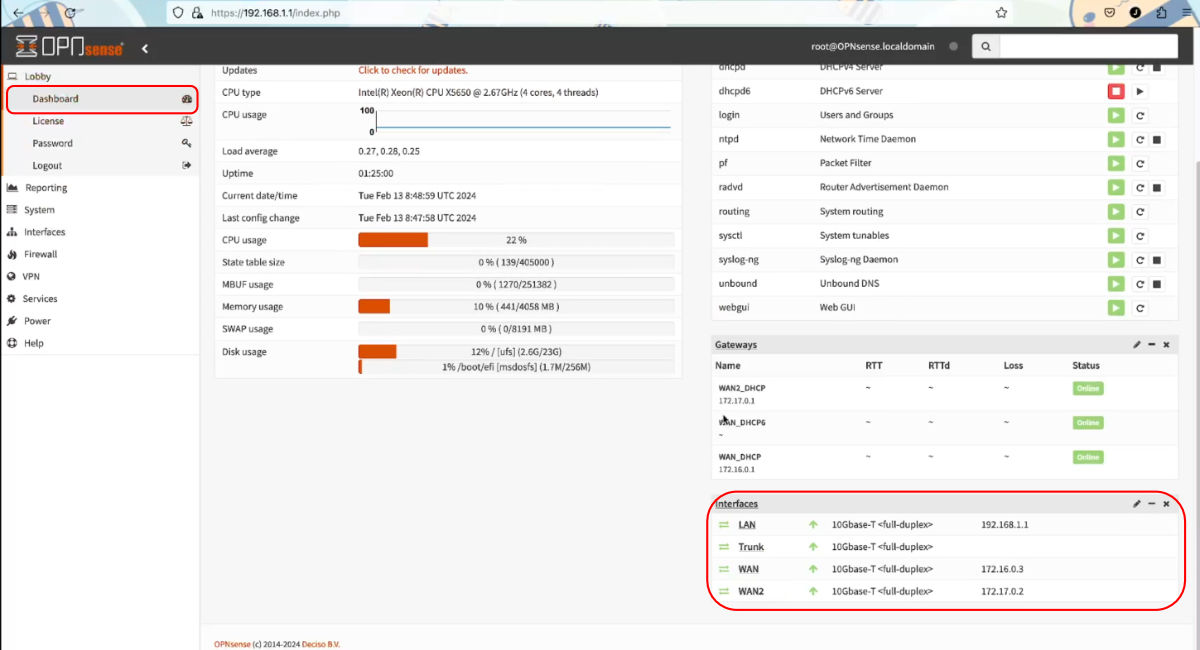 https://192.168.1.1/index.php
OPNsense
root@OPNsense.localdomain
Lobby
Dashboard
License
Password
Logout
Reporting
System
Interfaces
Firewall
VPN
Services
Power
Help
Updates Click to check for updates.
CPU type Intel(R) Xeon(R) CPU X5650 @ 2.67GHz (4 cores, 4 threads)
CPU usage 100
0
Load average 0.27, 0.28, 0.25
Uptime 01:25:00
Current date/time Tue Feb 13 8:48:59 UTC 2024
Last config change Tue Feb 13 8:47:58 UTC 2024
CPU usage 22 %
State table size 0 % ( 139/405000 )
MBUF usage 0 % ( 1270/251382 )
Memory usage 10 % ( 441/4058 MB )
SWAP usage 0 % ( 0/8191 MB )
Disk usage 12% / [ufs] (2.6G/23G)
1% /boot/efi [msdosfs] (1.7M/256M)
dhcpd DHCPv4 Server
dhcpd6 DHCPv6 Server
login Users and Groups
ntpd Network Time Daemon
pf Packet Filter
radvd Router Advertisement Daemon
routing System routing
sysctl System tunables
syslog-ng Syslog-ng Daemon
unbound Unbound DNS
webgui Web GUI
Gateways
Name RTT RTTd Loss Status
WAN2_DHCP ~ ~ ~ Online
172.17.0.1
WAN_DHCP6 ~ ~ ~ Online
~
WAN_DHCP ~ ~ ~ Online
172.16.0.1
Interfaces
LAN 10Gbase-T <full-duplex> 192.168.1.1
Trunk 10Gbase-T <full-duplex>
WAN 10Gbase-T <full-duplex> 172.16.0.3
WAN2 10Gbase-T <full-duplex> 172.17.0.2
OPNsense (c) 2014-2024 Deciso B.V.